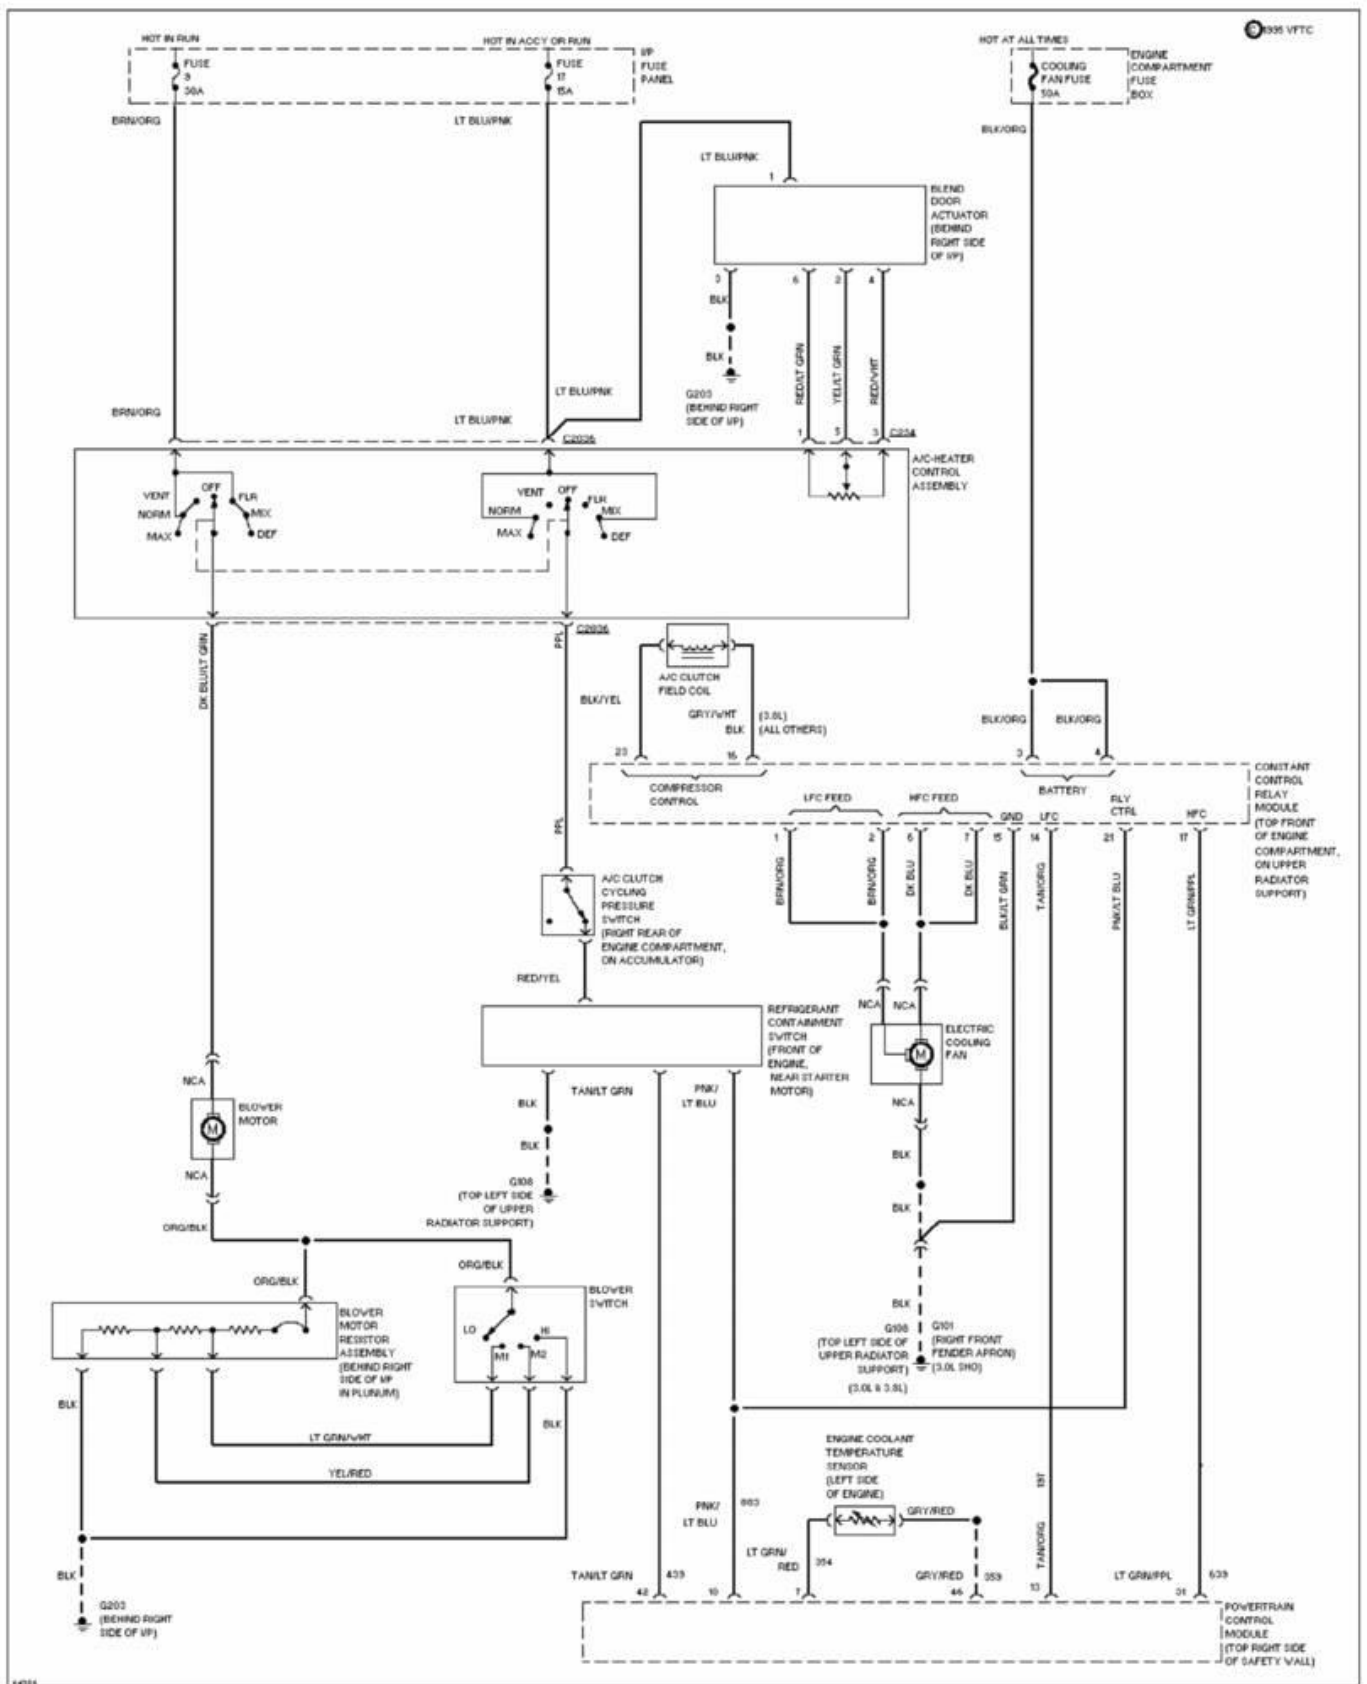 HOT IN RUN
HOT IN ACCY OR RUN
HOT AT ALL TIMES
1995 VFTC
FUSE
9
30A
FUSE
17
15A
I/P
FUSE
PANEL
COOLING
FAN FUSE
50A
ENGINE
COMPARTMENT
FUSE
BOX
BRN/ORG
LT BLU/PNK
BLK/ORG
LT BLU/PNK
1
BLEND
DOOR
ACTUATOR
(BEHIND
RIGHT SIDE
OF I/P)
6
2
4
BLK
BLK
RED/LT GRN
YEL/LT GRN
RED/WHT
G203
(BEHIND RIGHT
SIDE OF I/P)
BRN/ORG
LT BLU/PNK
LT BLU/PNK
1
5
3
C234
A/C-HEATER
CONTROL
ASSEMBLY
VENT
OFF
FLR
NORM
MIX
MAX
DEF
VENT
OFF
FLR
NORM
MIX
MAX
DEF
DK BLU/LT GRN
PPL
A/C CLUTCH
FIELD COIL
BLK/YEL
GRY/WHT
(3.8L)
BLK
(ALL OTHERS)
BLK/ORG
BLK/ORG
23
16
3
4
COMPRESSOR
CONTROL
BATTERY
CONSTANT
CONTROL
RELAY
MODULE
(TOP FRONT
OF ENGINE
COMPARTMENT,
ON UPPER
RADIATOR
SUPPORT)
LFC FEED
HFC FEED
GND
LFC
RLY
CTRL
HFC
1
2
6
7
15
14
21
17
PPL
BRN/ORG
BRN/ORG
DK BLU
DK BLU
BLK/LT GRN
TAN/ORG
PNK/LT BLU
LT GRN/PPL
A/C CLUTCH
CYCLING
PRESSURE
SWITCH
(RIGHT REAR OF
ENGINE COMPARTMENT,
ON ACCUMULATOR)
RED/YEL
NCA
NCA
REFRIGERANT
CONTAINMENT
SWITCH
(FRONT OF
ENGINE,
NEAR STARTER
MOTOR)
ELECTRIC
COOLING
FAN
M
NCA
NCA
BLOWER
MOTOR
M
NCA
BLK
TAN/LT GRN
PNK/
LT BLU
BLK
BLK
G108
(TOP LEFT SIDE
OF UPPER
RADIATOR SUPPORT)
BLK
ORG/BLK
ORG/BLK
ORG/BLK
BLOWER
SWITCH
LO
HI
M1
M2
BLOWER
MOTOR
RESISTOR
ASSEMBLY
(BEHIND RIGHT
SIDE OF I/P
IN PLUNUM)
BLK
G108
(TOP LEFT SIDE OF
UPPER RADIATOR
SUPPORT)
(3.0L & 3.8L)
G101
(RIGHT FRONT
FENDER APRON)
(3.0L SHO)
BLK
BLK
LT GRN/WHT
YEL/RED
ENGINE COOLANT
TEMPERATURE
SENSOR
(LEFT SIDE
OF ENGINE)
GRY/RED
PNK/
LT BLU
883
LT GRN/
RED
354
197
TAN/ORG
TAN/LT GRN
439
GRY/RED
359
LT GRN/PPL
639
42
10
7
46
13
31
BLK
G203
(BEHIND RIGHT
SIDE OF I/P)
POWERTRAIN
CONTROL
MODULE
(TOP RIGHT SIDE
OF SAFETY WALL)